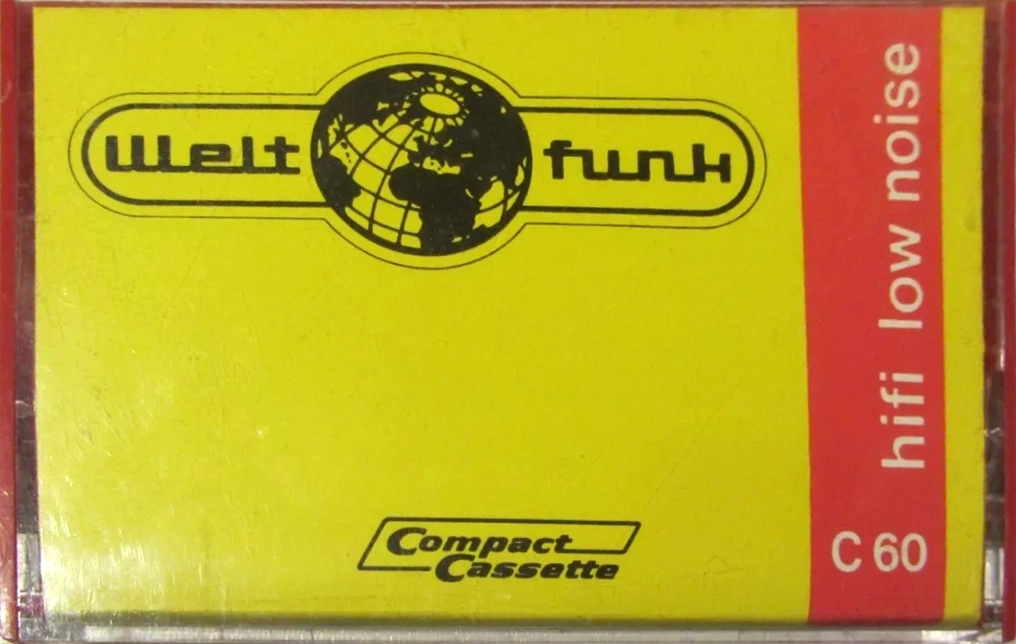 Welt funk
hifi low noise
C 60
Compact
Cassette